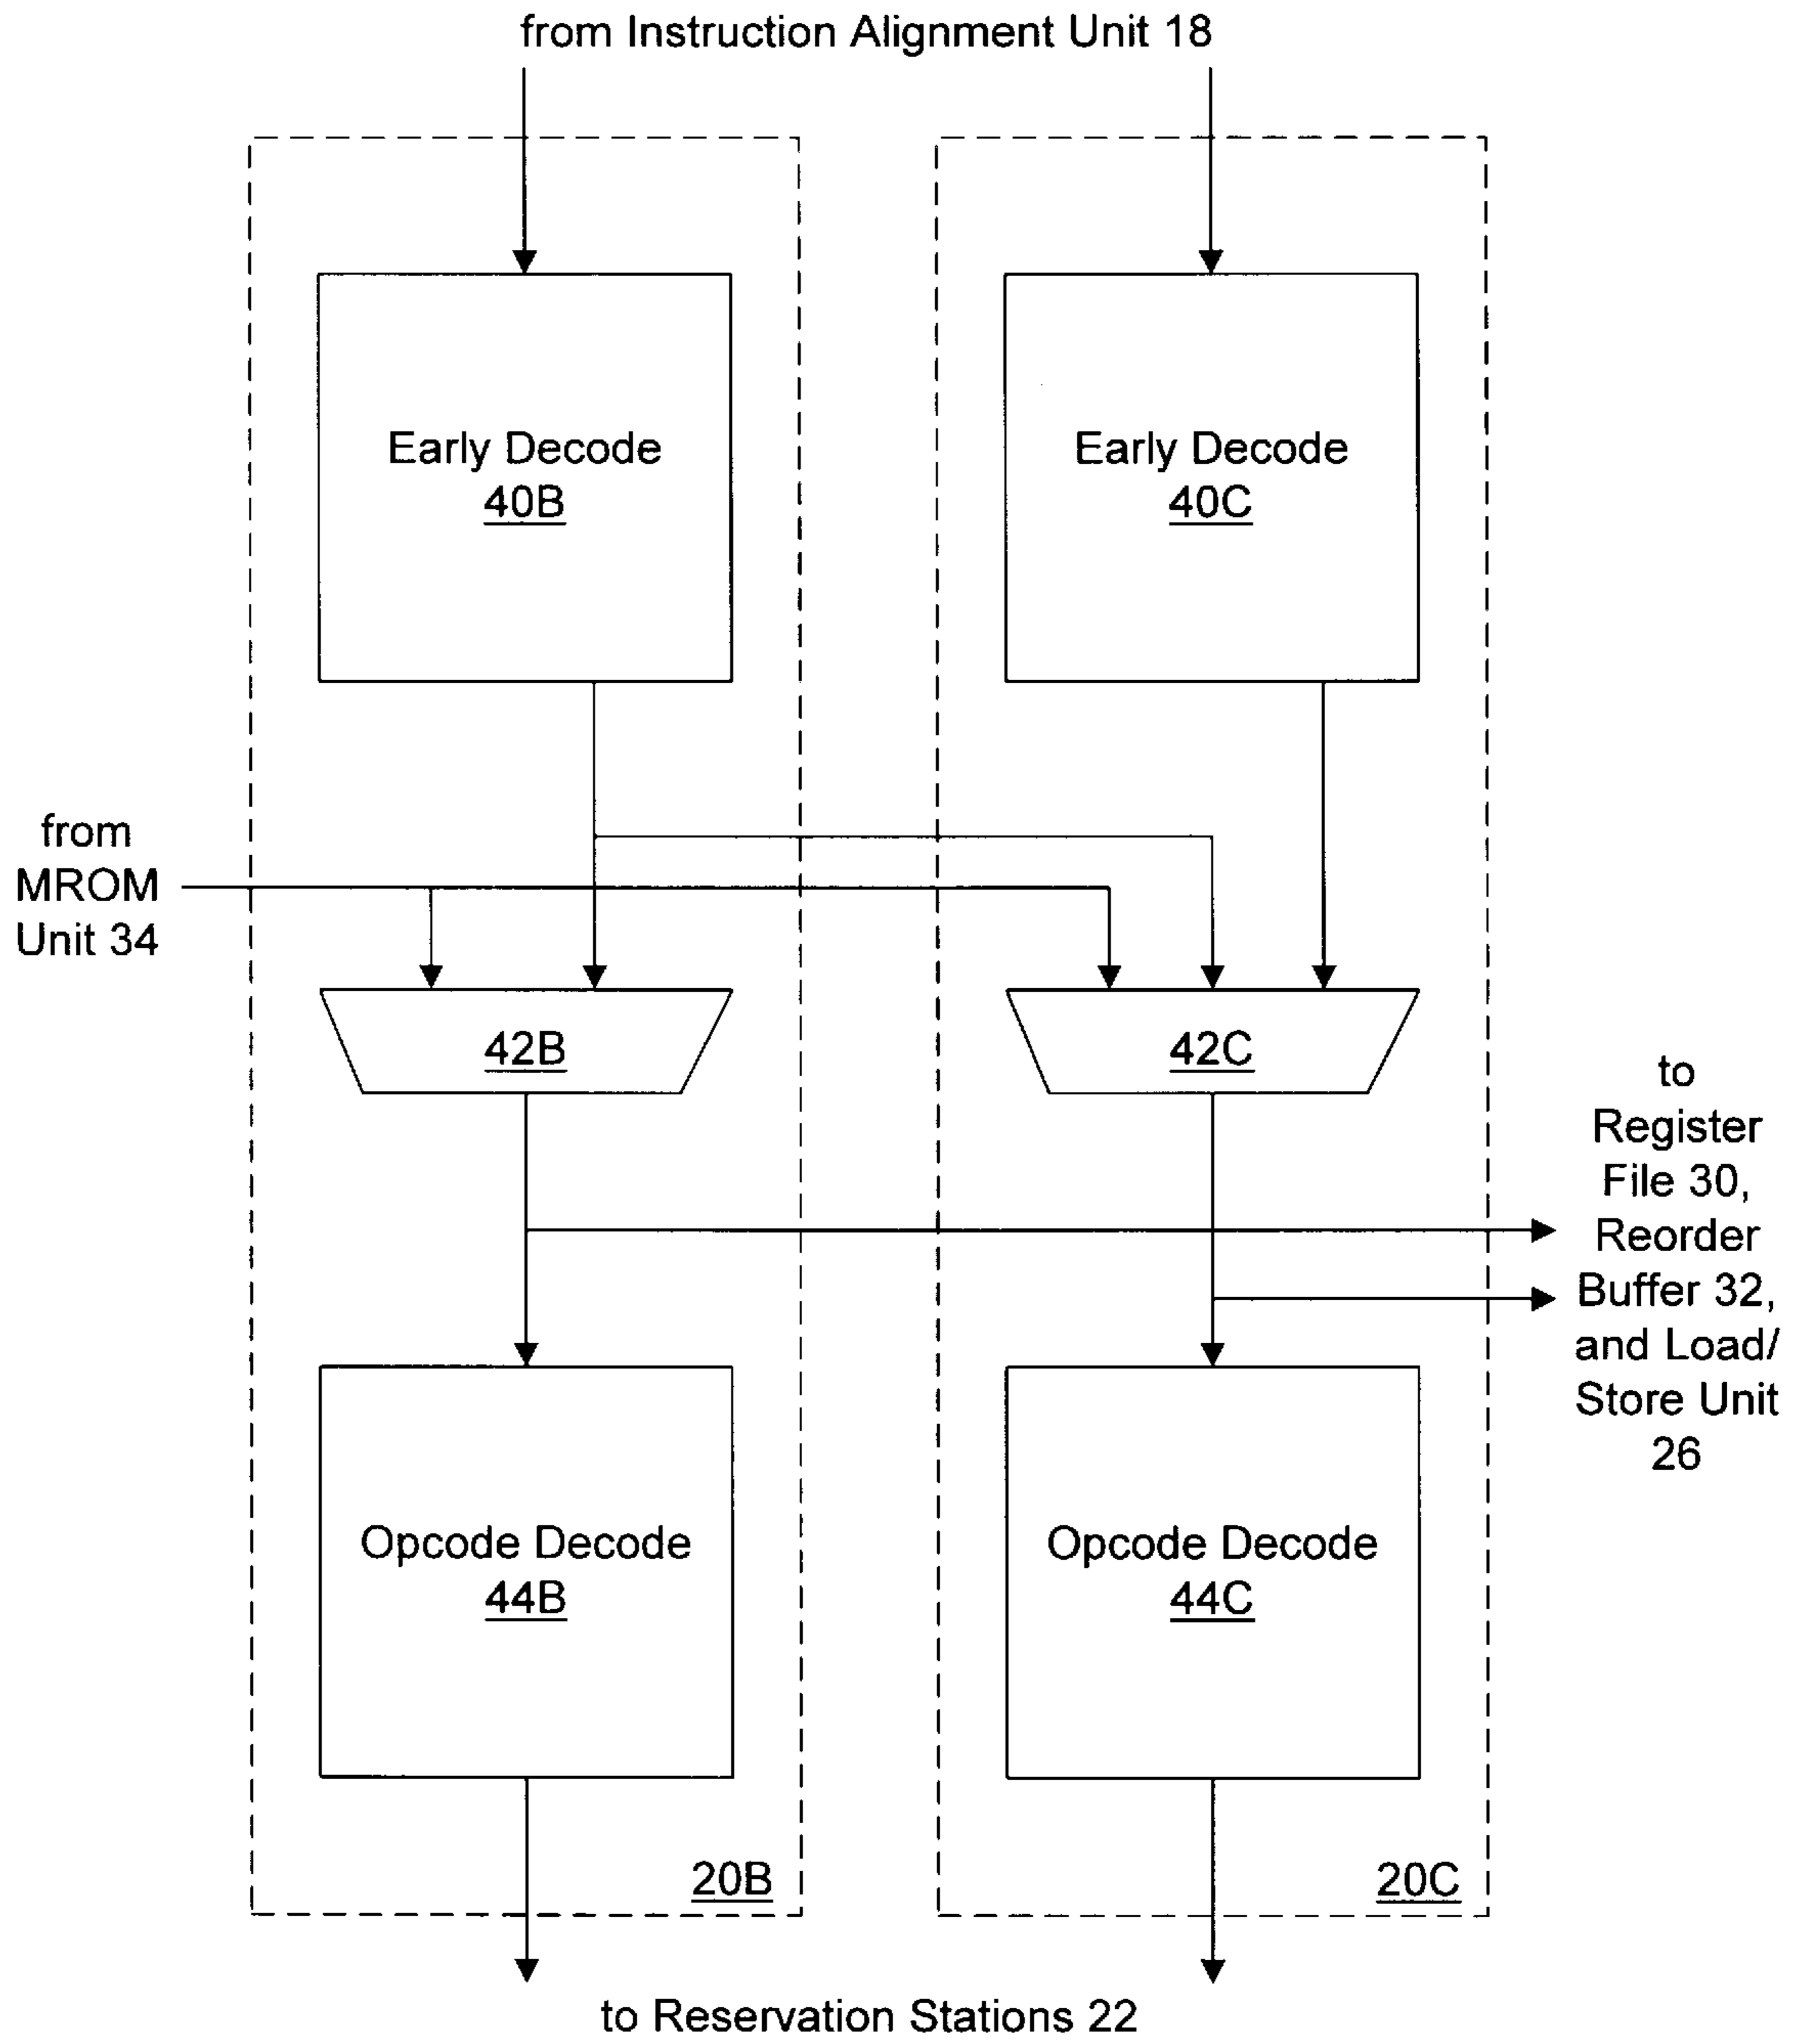 from Instruction Alignment Unit 18
Early Decode
40B
Early Decode
40C
from
MROM
Unit 34
42B
42C
to
Register
File 30,
Reorder
Buffer 32,
and Load/
Store Unit
26
Opcode Decode
44B
Opcode Decode
44C
20B
20C
to Reservation Stations 22